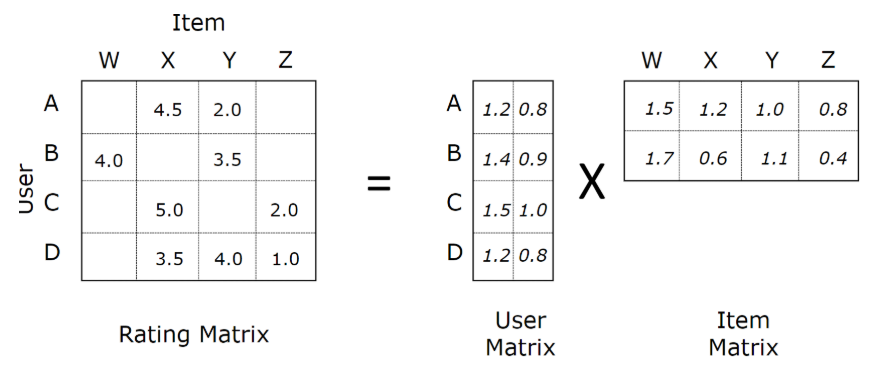 Item
W X Y Z W X Y Z
A 4.5 2.0 A 1.2 0.8 1.5 1.2 1.0 0.8
B 4.0 3.5 B 1.4 0.9 1.7 0.6 1.1 0.4
User
= X
C 5.0 2.0 C 1.5 1.0
D 3.5 4.0 1.0 D 1.2 0.8
Rating Matrix
User
Matrix
Item
Matrix